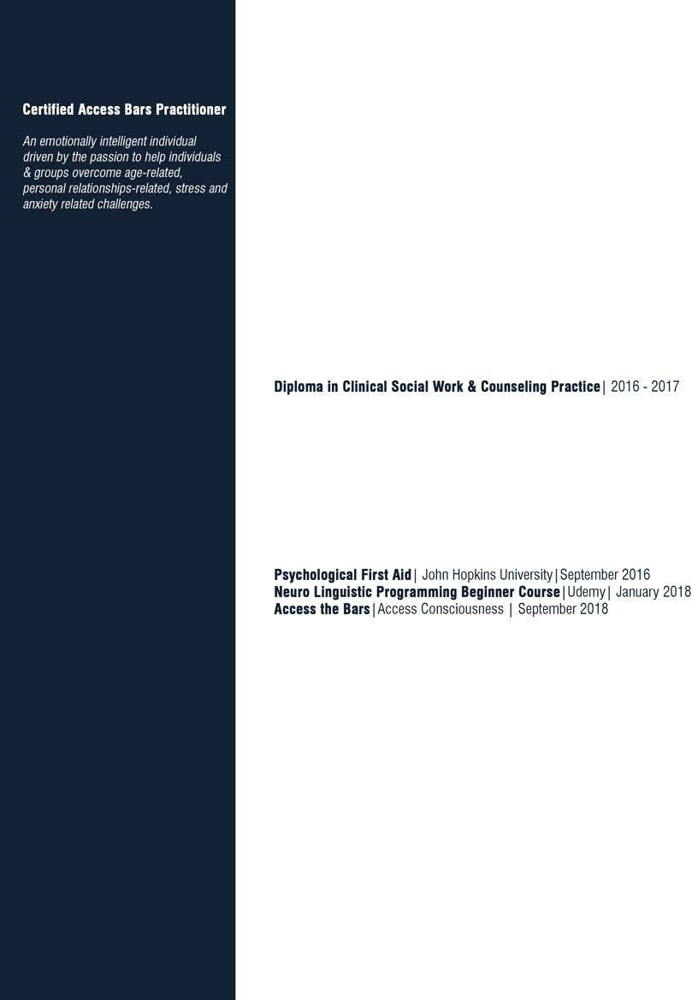 Certified Access Bars Practitioner
An emotionally intelligent individual
driven by the passion to help individuals
& groups overcome age-related,
personal relationships-related, stress and
anxiety related challenges.
Diploma in Clinical Social Work & Counseling Practice| 2016 - 2017
Psychological First Aid| John Hopkins University|September 2016
Neuro Linguistic Programming Beginner Course|Udemy| January 2018
Access the Bars|Access Consciousness | September 2018